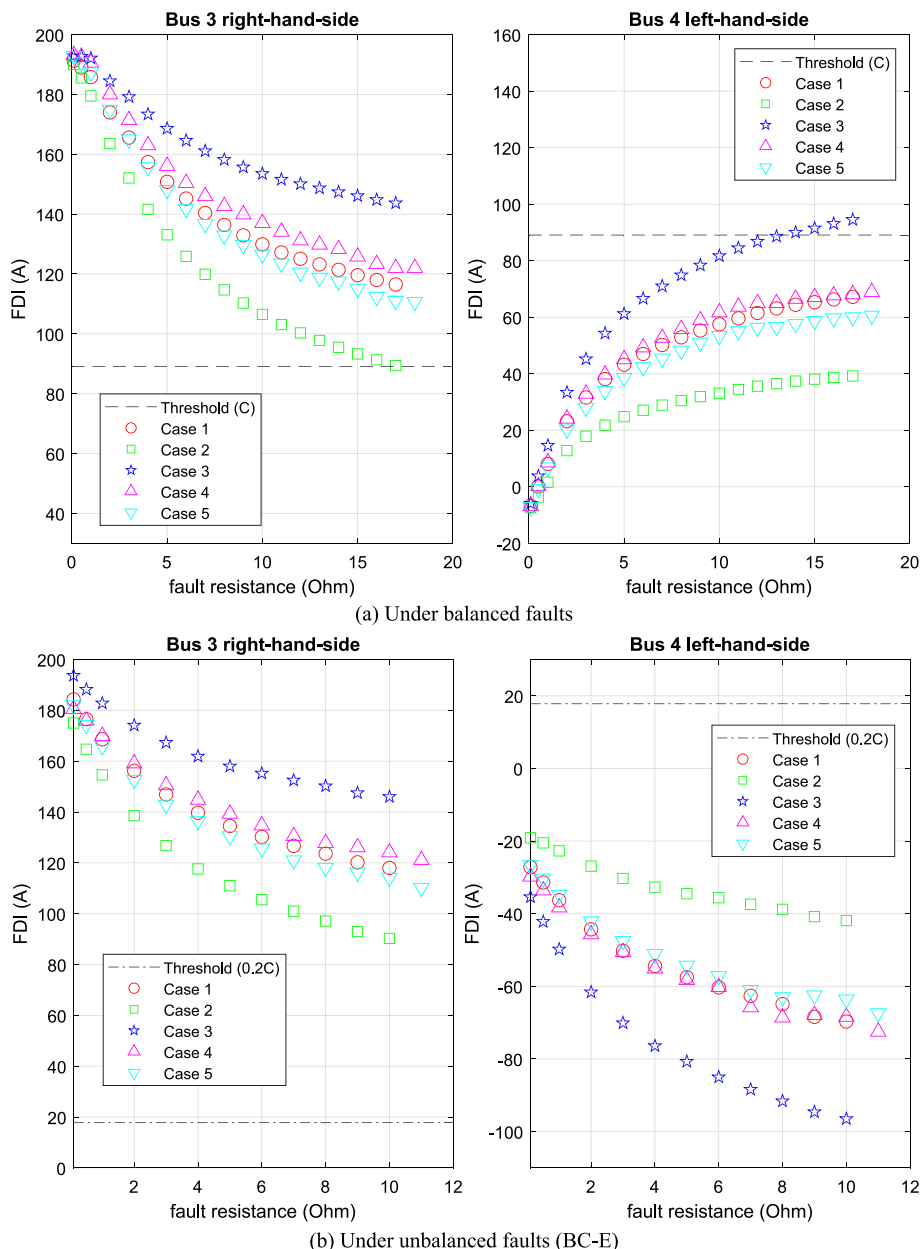 Bus 3 right-hand-side
FDI (A)
200
180
160
140
120
100
80
60
40
Threshold (C)
Case 1
Case 2
Case 3
Case 4
Case 5
0
5
10
15
20
fault resistance (Ohm)
Bus 4 left-hand-side
FDI (A)
160
140
120
100
80
60
40
20
0
-20
Threshold (C)
Case 1
Case 2
Case 3
Case 4
Case 5
0
5
10
15
20
fault resistance (Ohm)
(a) Under balanced faults
Bus 3 right-hand-side
FDI (A)
200
180
160
140
120
100
80
60
40
20
0
Threshold (0.2C)
Case 1
Case 2
Case 3
Case 4
Case 5
2
4
6
8
10
12
fault resistance (Ohm)
Bus 4 left-hand-side
FDI (A)
20
0
-20
-40
-60
-80
-100
Threshold (0.2C)
Case 1
Case 2
Case 3
Case 4
Case 5
2
4
6
8
10
12
fault resistance (Ohm)
(b) Under unbalanced faults (BC-E)